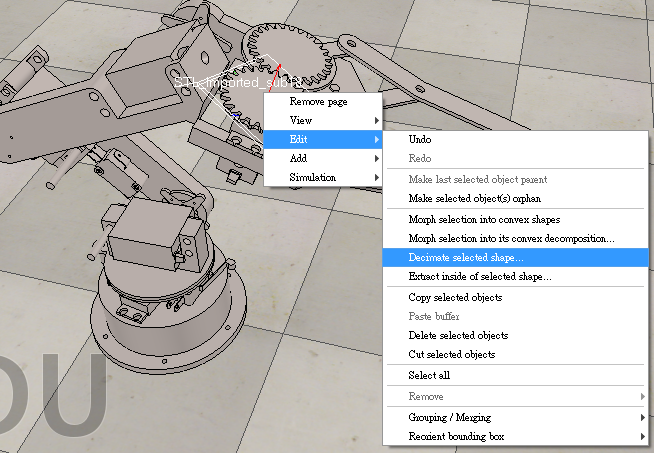 STL_Imported_sub1
Remove page
View
Edit
Add
Simulation
Undo
Redo
Make last selected object parent
Make selected object(s) orphan
Morph selection into convex shapes
Morph selection into its convex decomposition...
Decimate selected shape...
Extract inside of selected shape...
Copy selected objects
Paste buffer
Delete selected objects
Cut selected objects
Select all
Remove
Grouping / Merging
Reorient bounding box
OU